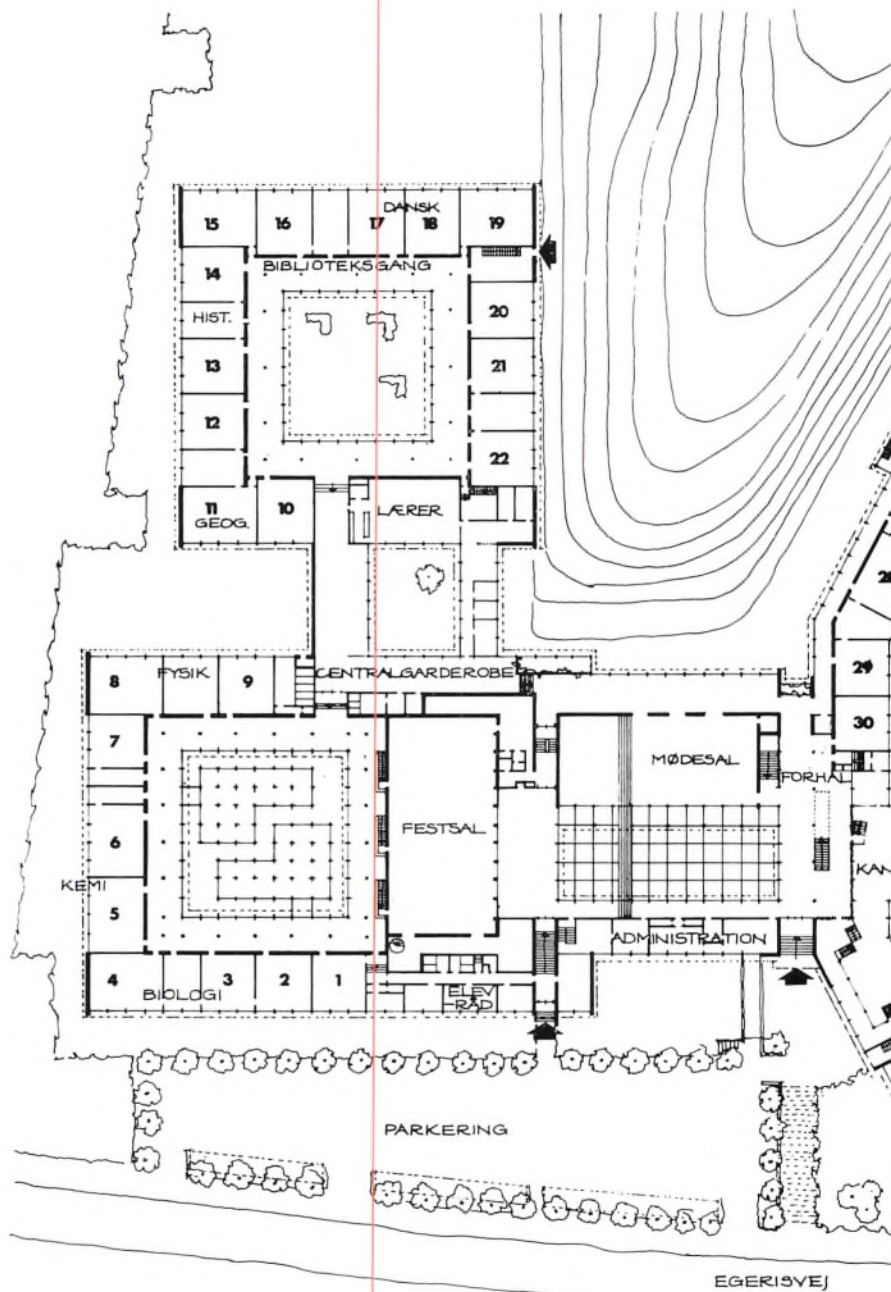 DANSK
15 16 17 18 19
BIBLIOTEKSGANG
14
HIST.
20
13
21
12
22
11
GEOG.
10
LÆRER
28
8
FYSIK
9
CENTRALGARDEROBE
29
30
7
MØDESAL
FORHAL
6
FESTSAL
KEMI
KAN
5
ADMINISTRATION
4
BIOLOGI
3
2
1
ELEV
RÅD
PARKERING
EGERISVEJ